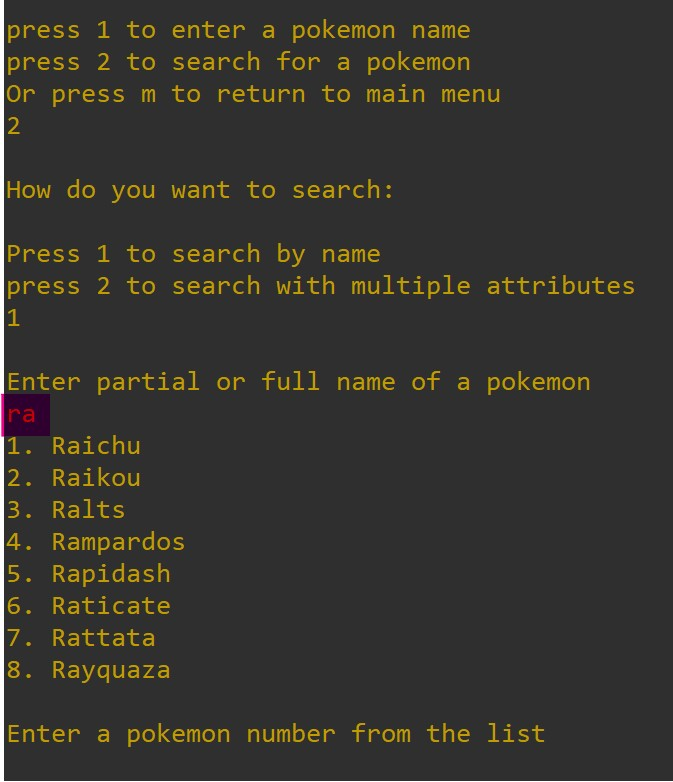 press 1 to enter a pokemon name
press 2 to search for a pokemon
Or press m to return to main menu
2
How do you want to search:
Press 1 to search by name
press 2 to search with multiple attributes
1
Enter partial or full name of a pokemon
ra
1. Raichu
2. Raikou
3. Ralts
4. Rampardos
5. Rapidash
6. Raticate
7. Rattata
8. Rayquaza
Enter a pokemon number from the list